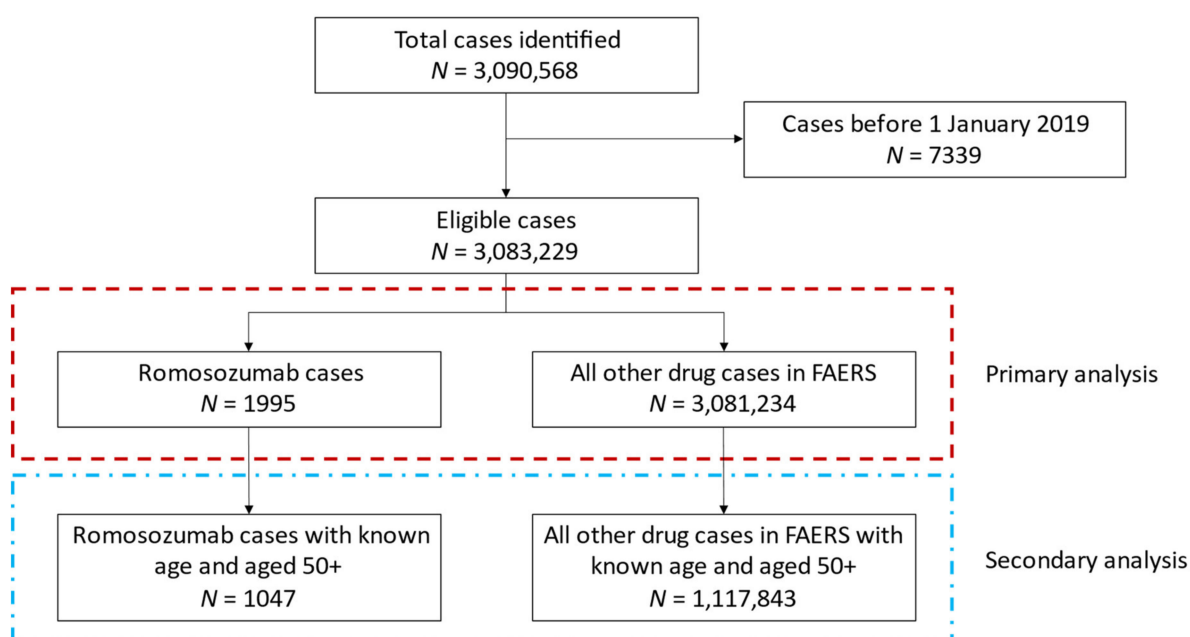 Total cases identified
N = 3,090,568
Cases before 1 January 2019
N = 7339
Eligible cases
N = 3,083,229
Romosozumab cases
N = 1995
All other drug cases in FAERS
N = 3,081,234
Primary analysis
Romosozumab cases with known
age and aged 50+
N = 1047
All other drug cases in FAERS with
known age and aged 50+
N = 1,117,843
Secondary analysis